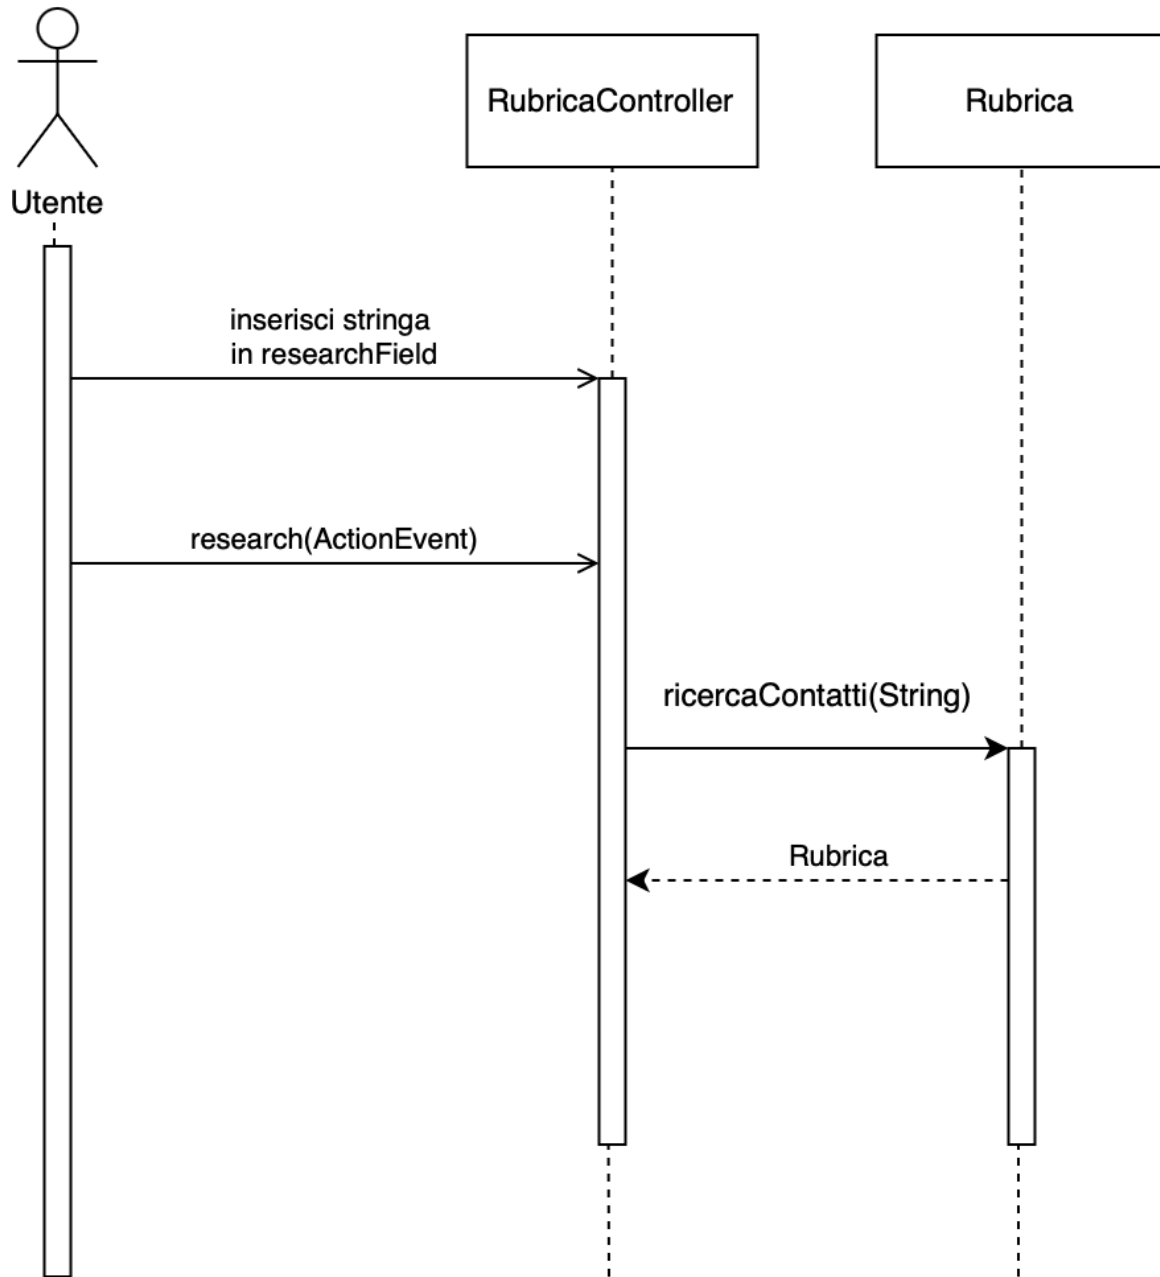 Utente
RubricaController
Rubrica
inserisci stringa
in researchField
research(ActionEvent)
ricercaContatti(String)
Rubrica